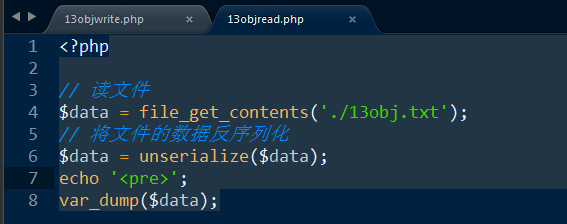 13objwrite.php × 13objread.php ×
1 <?php
2
3 // 读文件
4 $data = file_get_contents('./13obj.txt');
5 // 将文件的数据反序列化
6 $data = unserialize($data);
7 echo '<pre>';
8 var_dump($data);